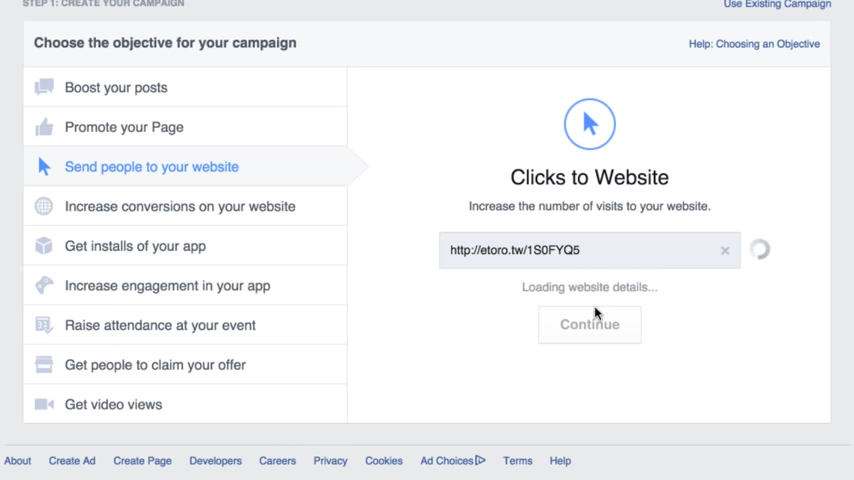 STEP 1: CREATE YOUR CAMPAIGN
Use Existing Campaign
Choose the objective for your campaign
Help: Choosing an Objective
Boost your posts
Promote your Page
Send people to your website
Increase conversions on your website
Get installs of your app
Increase engagement in your app
Raise attendance at your event
Get people to claim your offer
Get video views
Clicks to Website
Increase the number of visits to your website.
http://etoro.tw/1S0FYQ5
Loading website details...
Continue
About Create Ad Create Page Developers Careers Privacy Cookies Ad Choices Terms Help